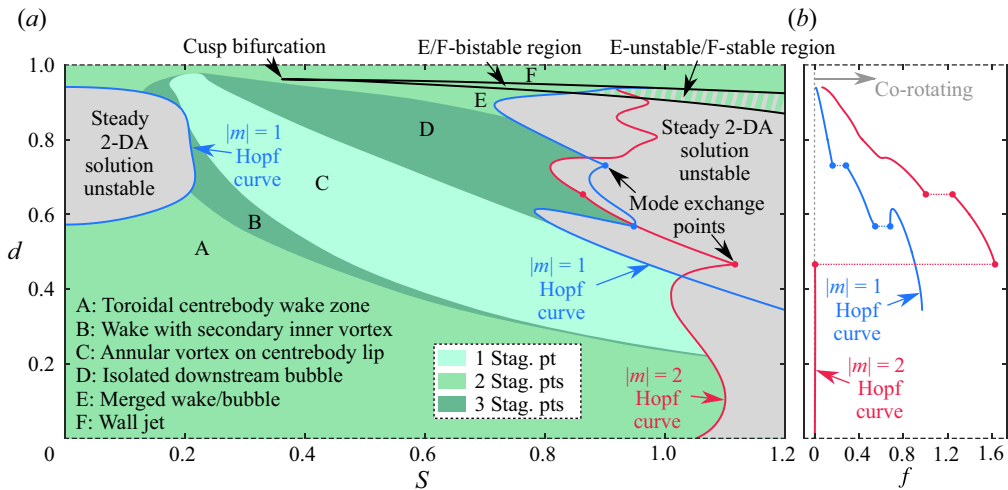 (a)
(b)
Cusp bifurcation
E/F-bistable region
E-unstable/F-stable region
1.0
0.8
0.6
d
0.4
0.2
0
Steady
2-DA
solution
unstable
|m| = 1
Hopf
curve
A
B
C
D
E
F
Steady 2-DA
solution
unstable
Mode exchange
points
|m| = 1
Hopf
curve
|m| = 2
Hopf
curve
A: Toroidal centrebody wake zone
B: Wake with secondary inner vortex
C: Annular vortex on centrebody lip
D: Isolated downstream bubble
E: Merged wake/bubble
F: Wall jet
1 Stag. pt
2 Stag. pts
3 Stag. pts
0.2
0.4
0.6
0.8
1.0
1.2
S
Co-rotating
|m| = 1
Hopf
curve
|m| = 2
Hopf
curve
0
0.4
0.8
1.6
f